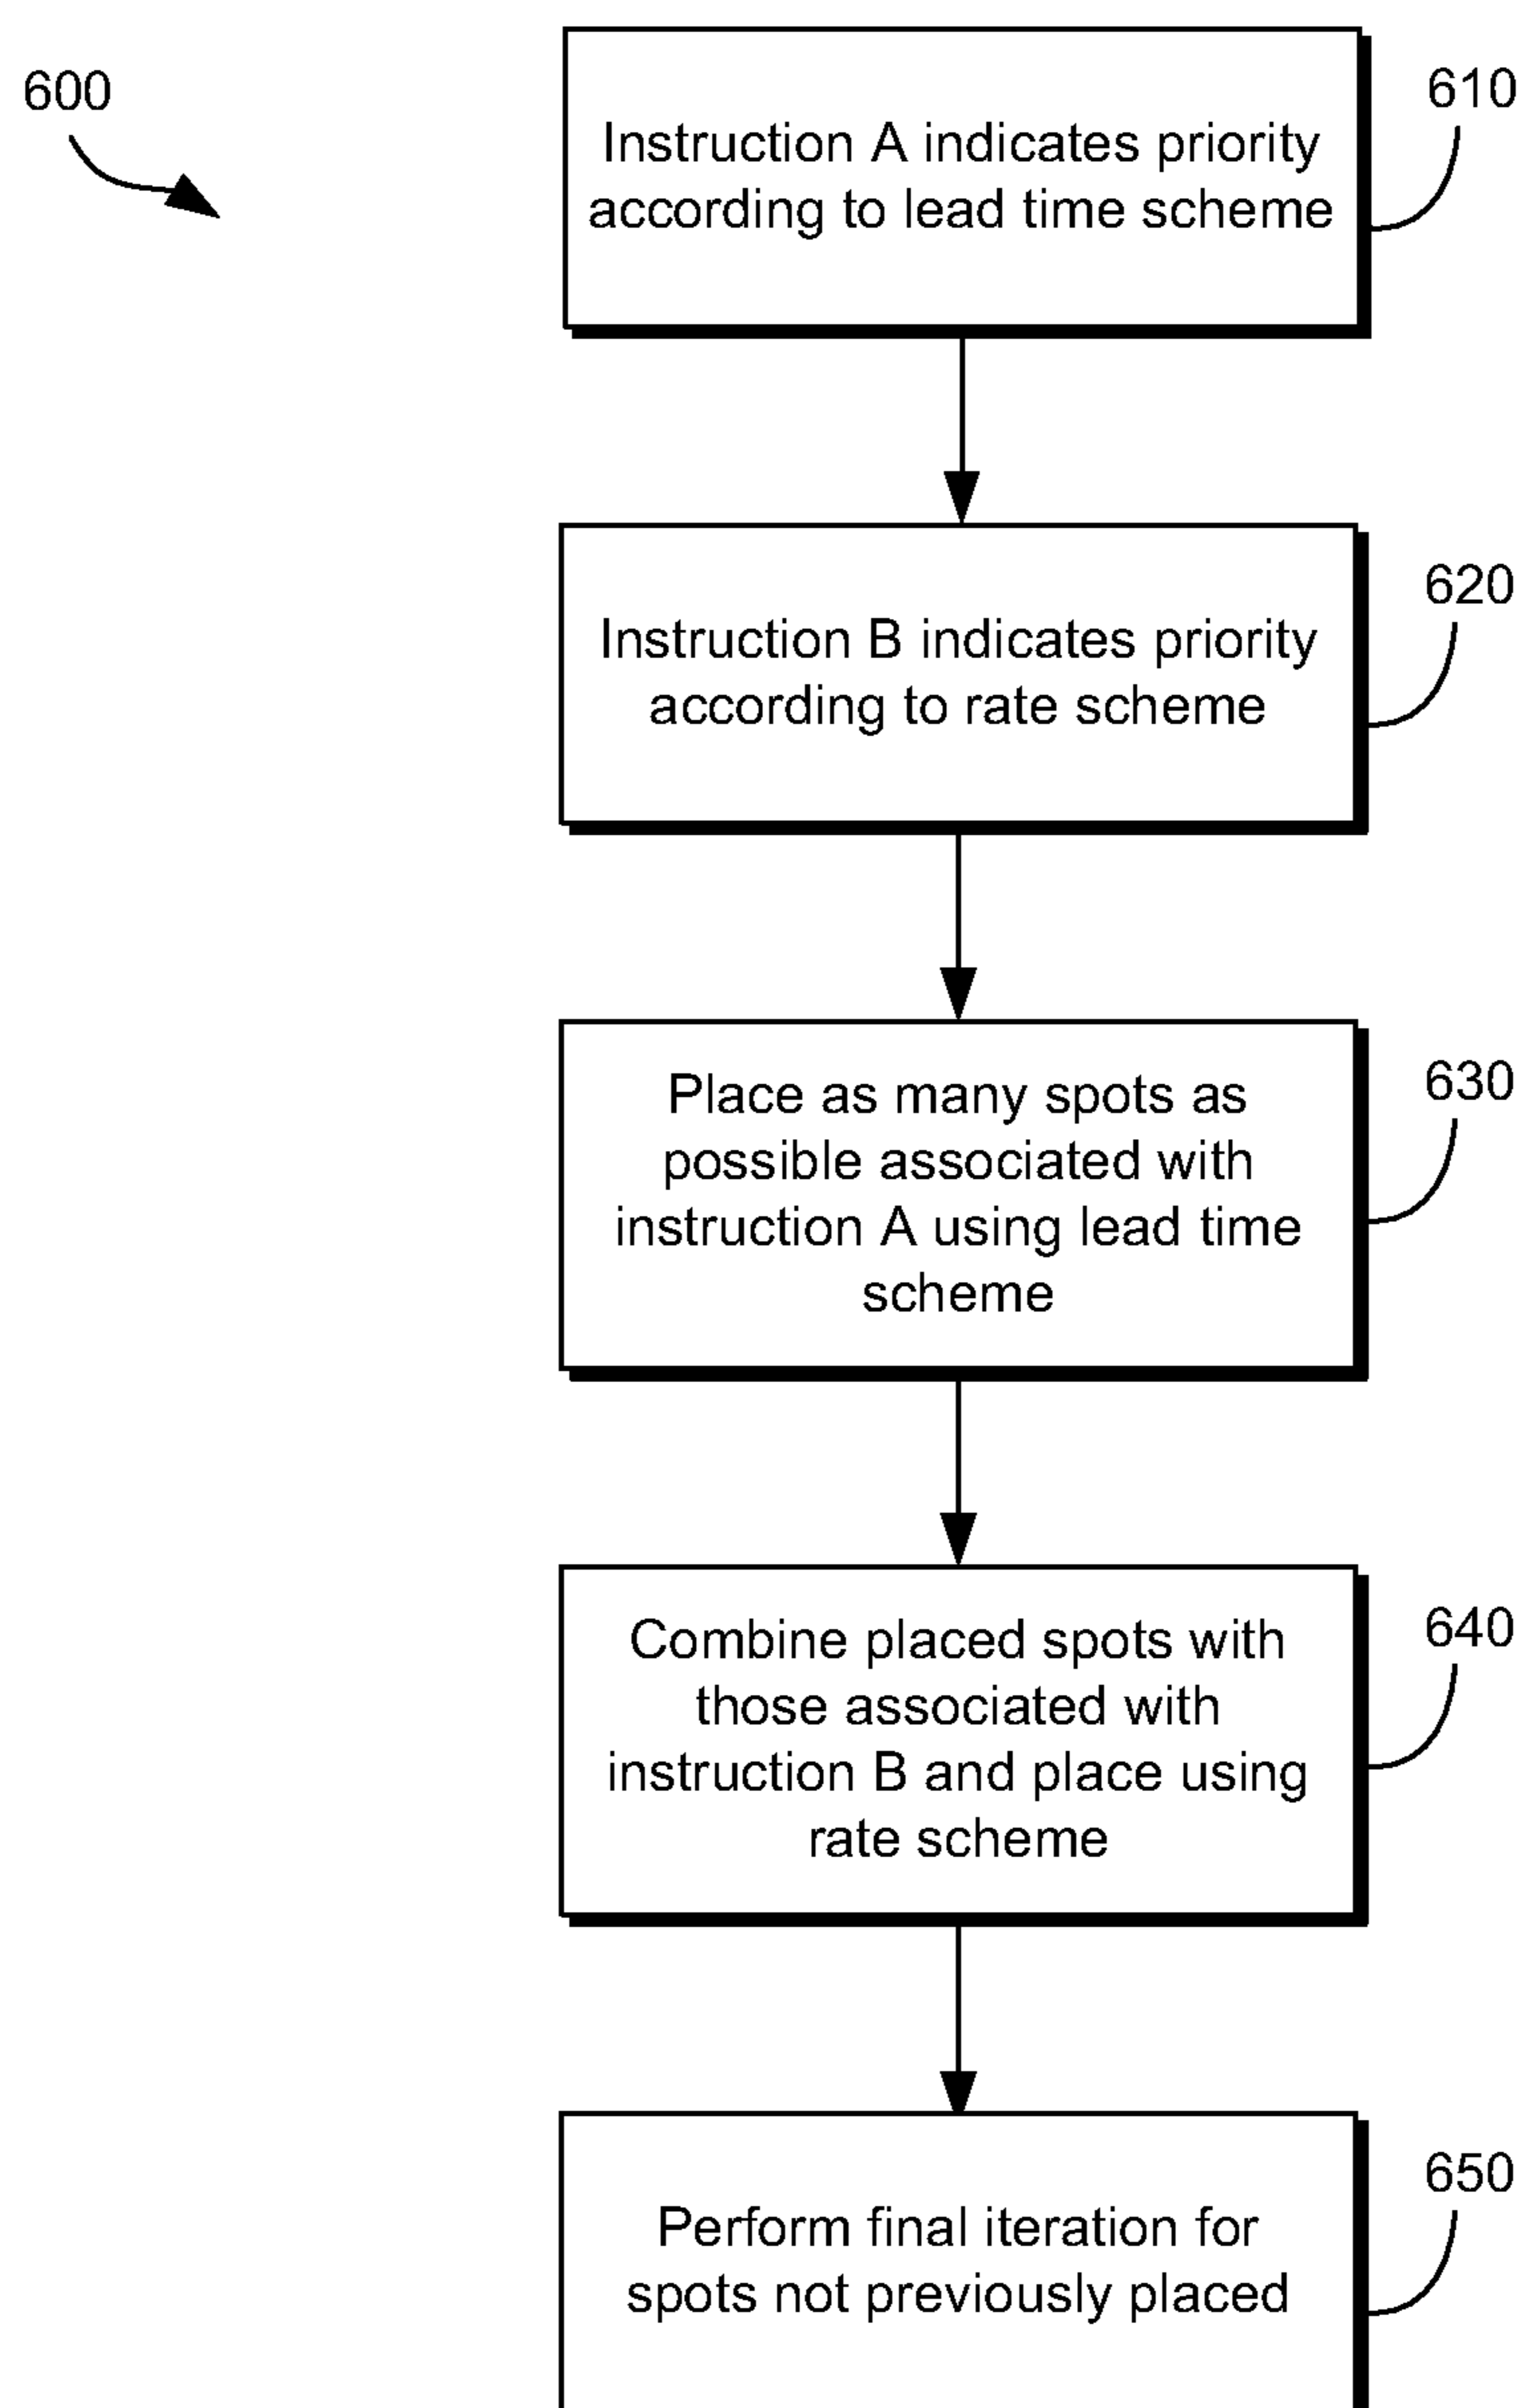 600
610
Instruction A indicates priority
according to lead time scheme
620
Instruction B indicates priority
according to rate scheme
630
Place as many spots as
possible associated with
instruction A using lead time
scheme
640
Combine placed spots with
those associated with
instruction B and place using
rate scheme
650
Perform final iteration for
spots not previously placed